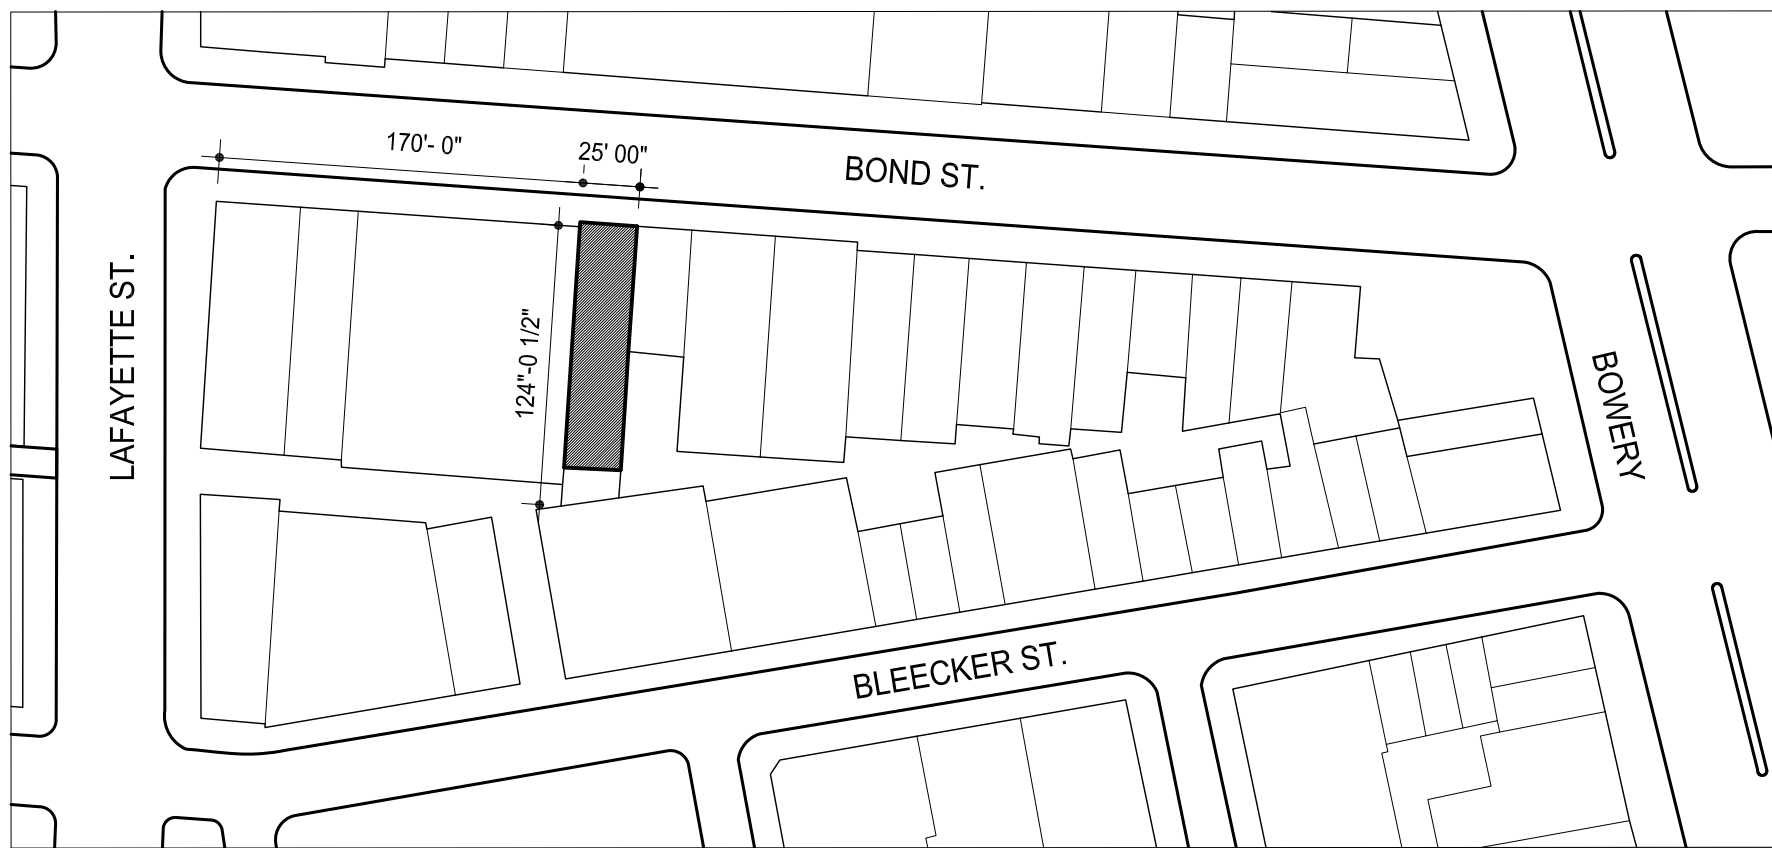 170'- 0"
25' 00"
BOND ST.
LAFAYETTE ST.
124"-0 1/2"
BOWERY
BLEECKER ST.